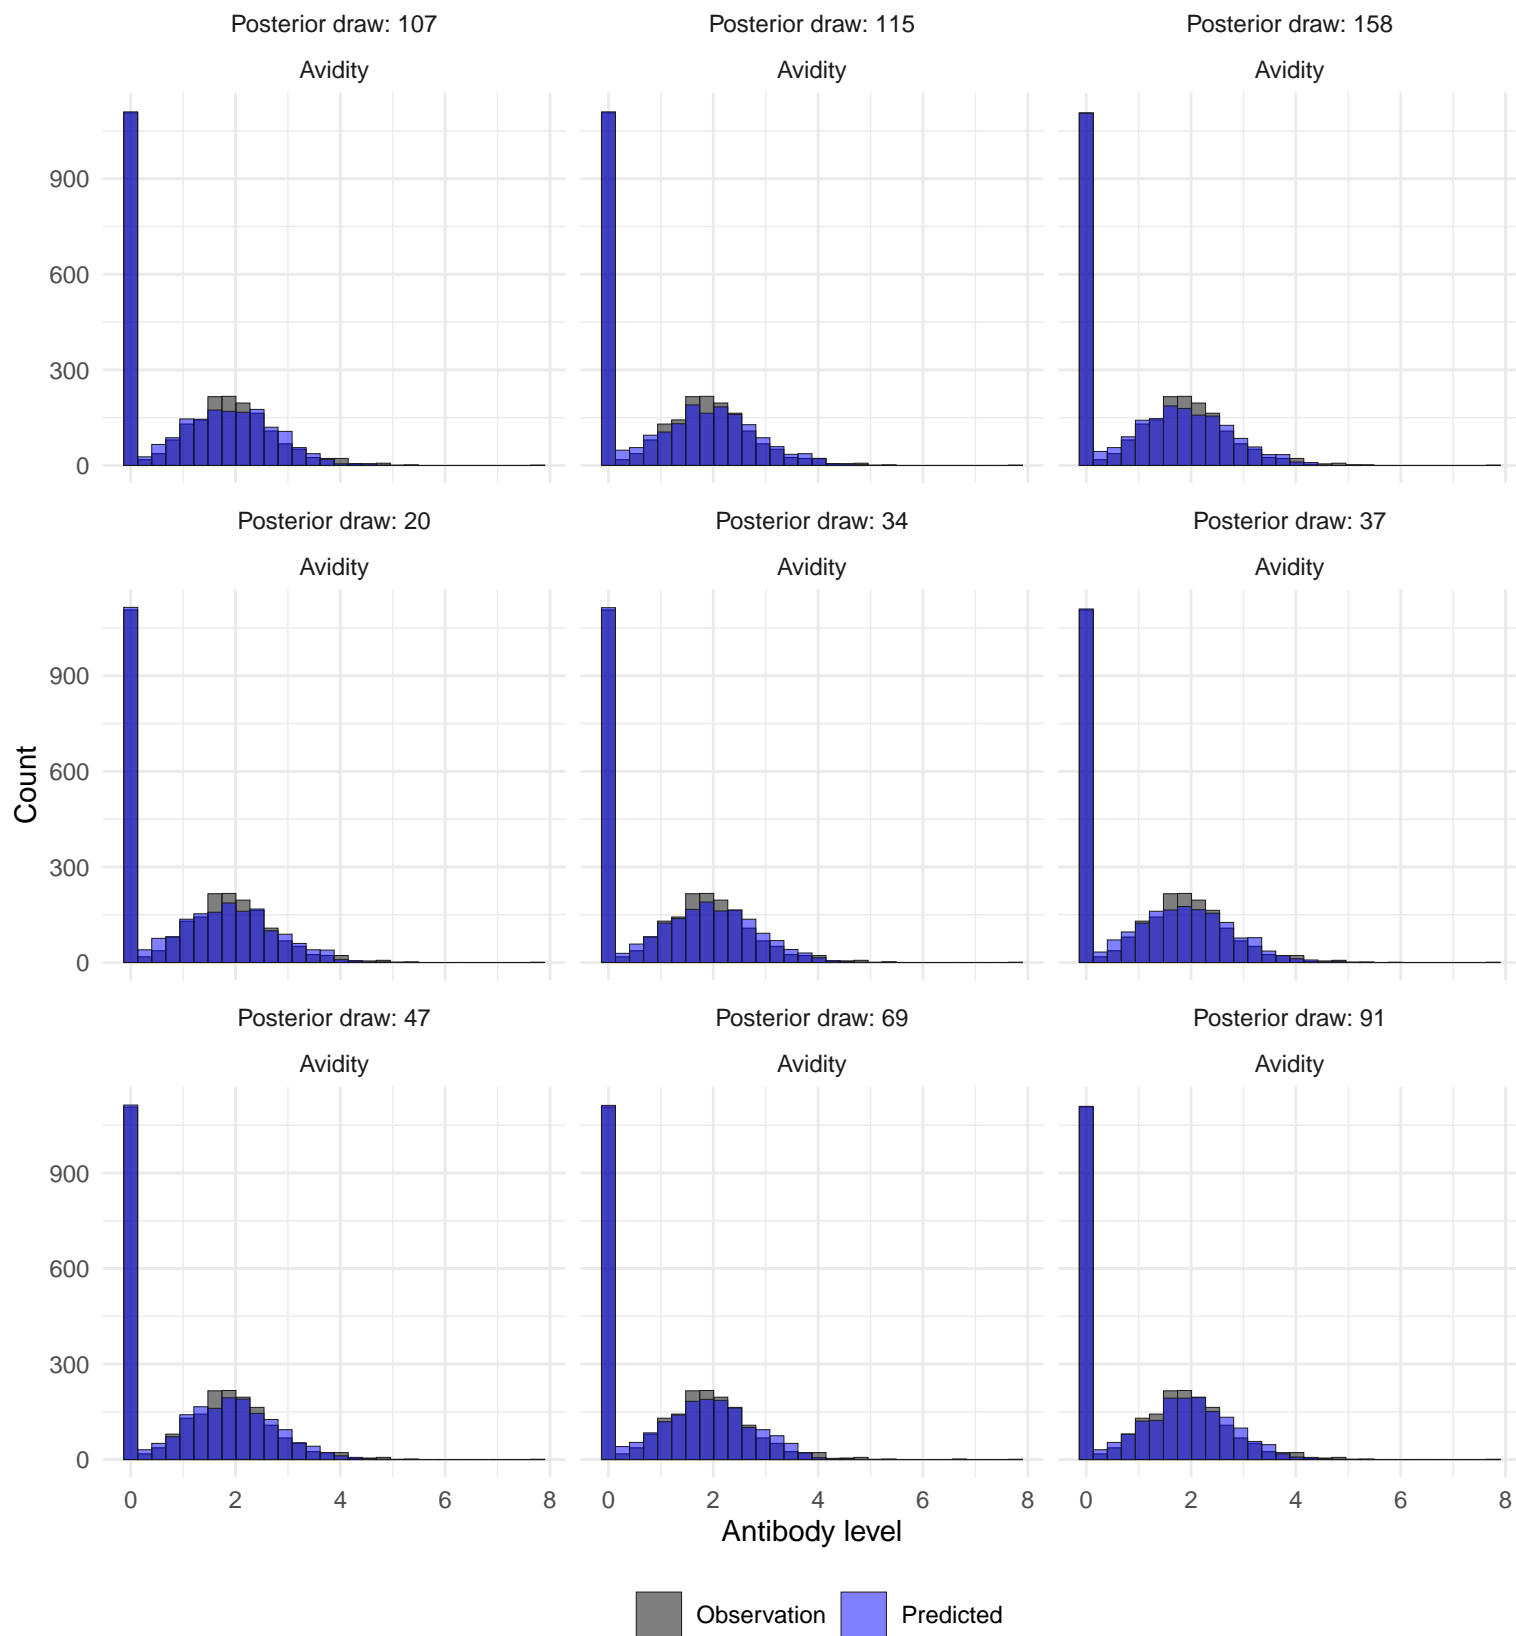 Posterior draw: 107
Posterior draw: 115
Posterior draw: 158
Avidity
Avidity
Avidity
900
600
300
0
Posterior draw: 20
Posterior draw: 34
Posterior draw: 37
Avidity
Avidity
Avidity
900
600
300
0
Count
Posterior draw: 47
Posterior draw: 69
Posterior draw: 91
Avidity
Avidity
Avidity
900
600
300
0
0 2 4 6 8
0 2 4 6 8
0 2 4 6 8
Antibody level
Observation
Predicted